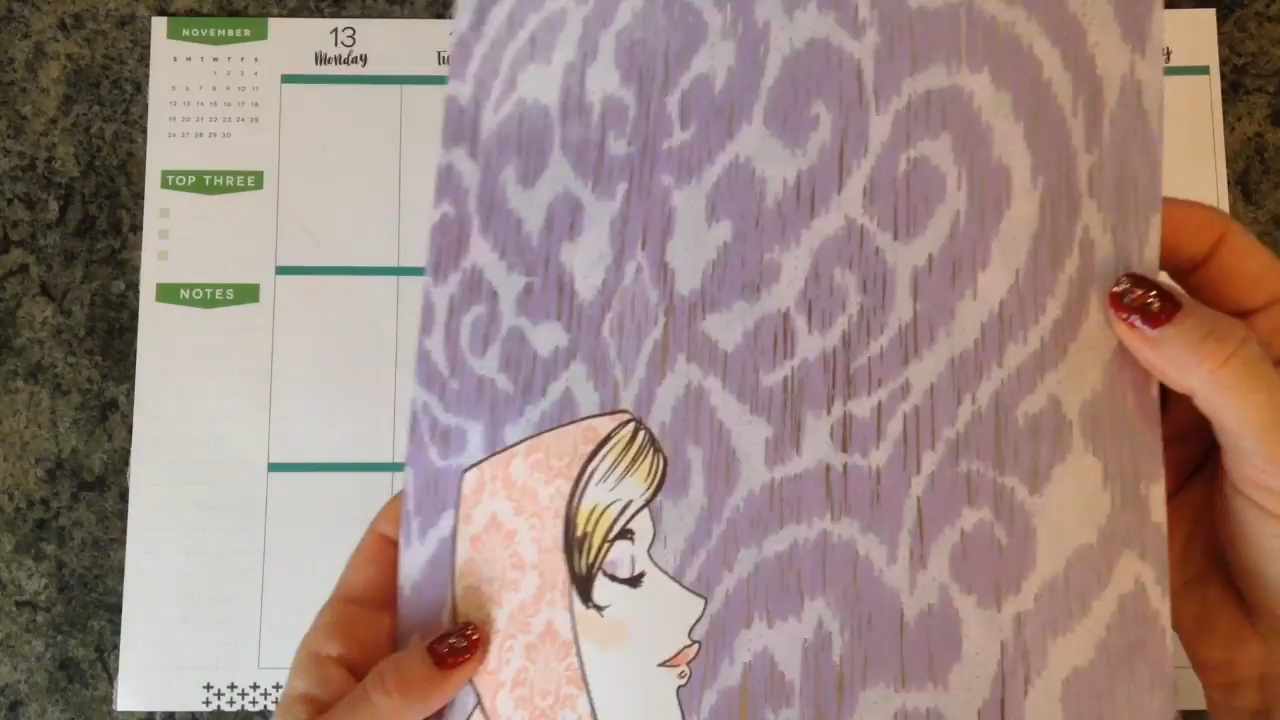 NOVEMBER
S M T W T F S
1 2 3 4
5 6 7 8 9 10 11
12 13 14 15 16 17 18
19 20 21 22 23 24 25
26 27 28 29 30
13
Monday
TOP THREE
NOTES